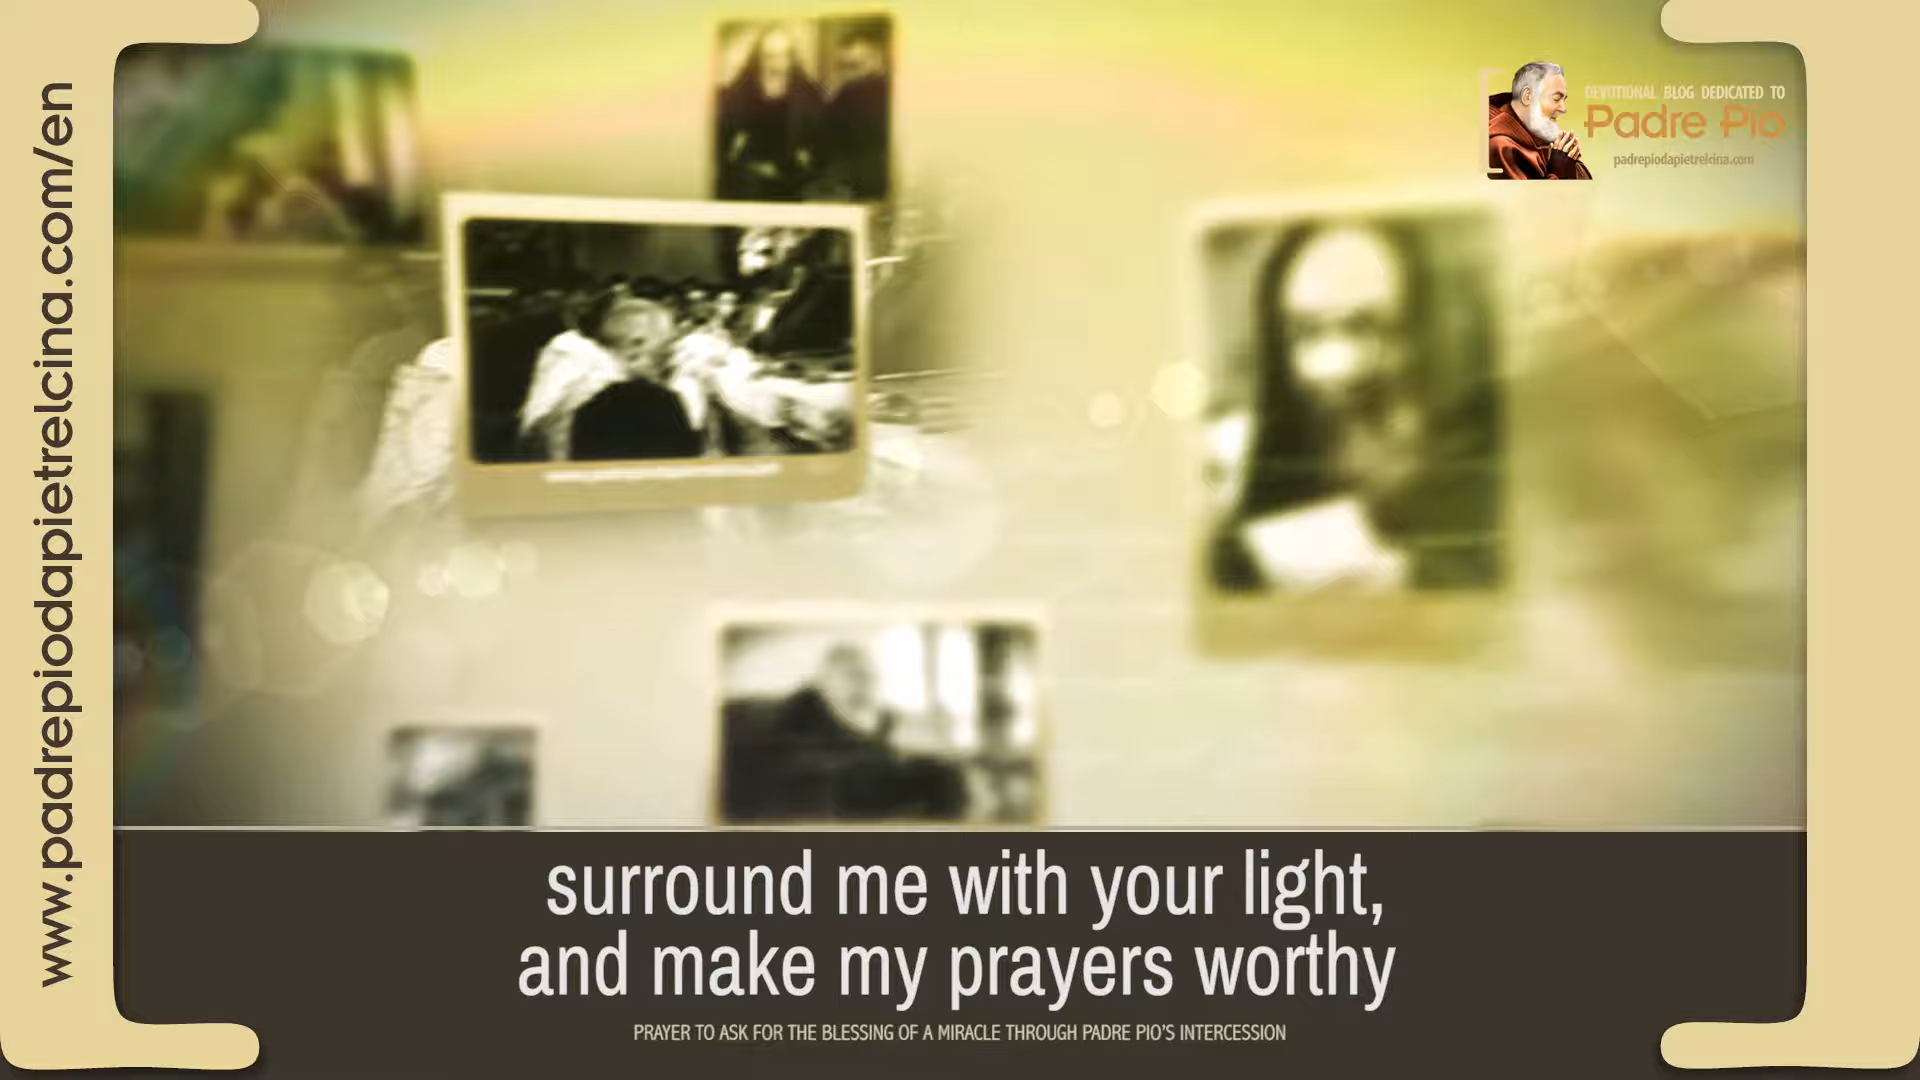 www.padrepiodapietrelcina.com/en
DEVOTIONAL BLOG DEDICATED TO
Padre Pio
padrepiodapietrelcina.com
surround me with your light,
and make my prayers worthy
PRAYER TO ASK FOR THE BLESSING OF A MIRACLE THROUGH PADRE PIO'S INTERCESSION